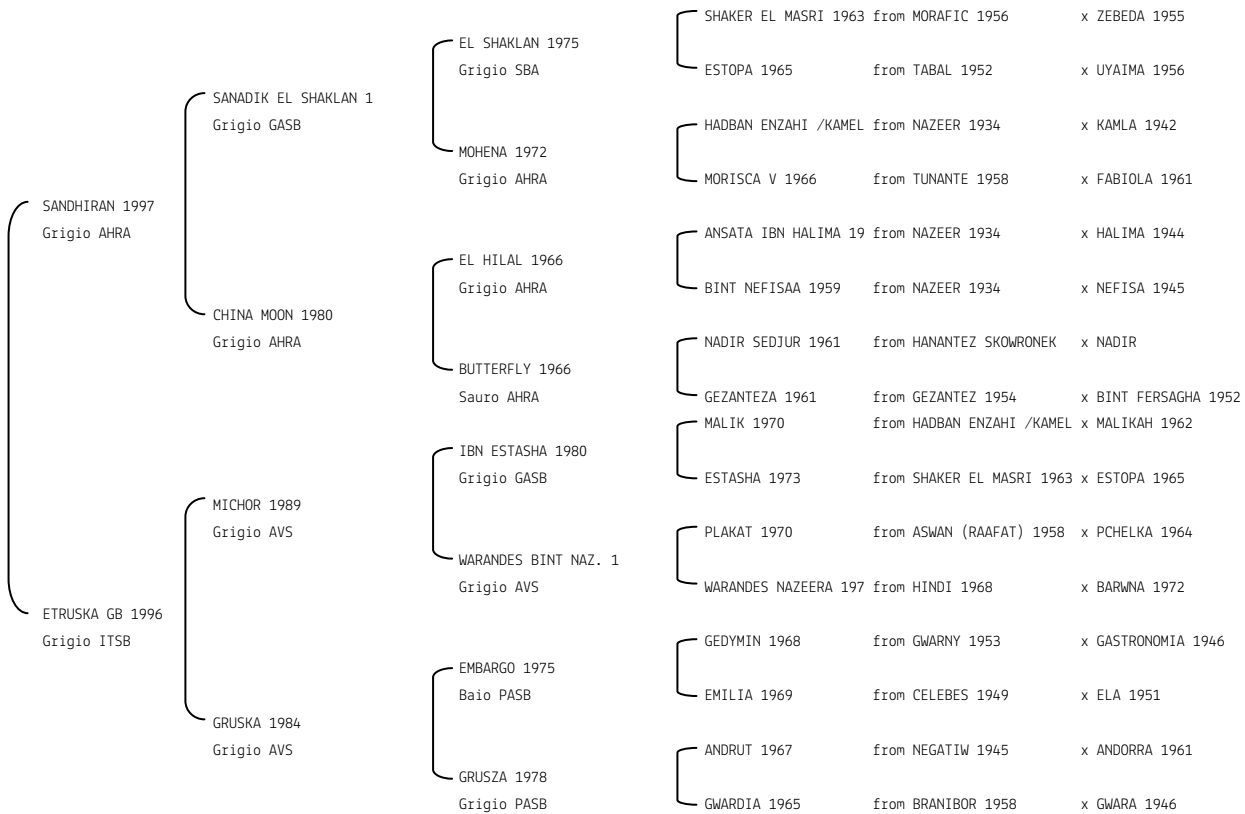 SHAKER EL MASRI 1963 from MORAFIC 1956 x ZEBEDA 1955
EL SHAKLAN 1975
Grigio SBA
ESTOPA 1965 from TABAL 1952 x UYAIMA 1956
SANADIK EL SHAKLAN 1
Grigio GASB
HADBAN ENZAHI /KAMEL from NAZEER 1934 x KAMLA 1942
MOHENA 1972
Grigio AHRA
MORISCA V 1966 from TUNANTE 1958 x FABIOLA 1961
SANDHIRAN 1997
Grigio AHRA
ANSATA IBN HALIMA 19 from NAZEER 1934 x HALIMA 1944
EL HILAL 1966
Grigio AHRA
BINT NEFISAA 1959 from NAZEER 1934 x NEFISA 1945
CHINA MOON 1980
Grigio AHRA
NADIR SEDJUR 1961 from HANANTEZ SKOWRONEK x NADIR
BUTTERFLY 1966
Sauro AHRA
GEZANTEZA 1961 from GEZANTEZ 1954 x BINT FERSAGHA 1952
MALIK 1970 from HADBAN ENZAHI /KAMEL x MALIKAH 1962
IBN ESTASHA 1980
Grigio GASB
ESTASHA 1973 from SHAKER EL MASRI 1963 x ESTOPA 1965
MICHOR 1989
Grigio AVS
PLAKAT 1970 from ASWAN (RAAFAT) 1958 x PCHELKA 1964
WARANDES BINT NAZ. 1
Grigio AVS
WARANDES NAZEERA 197 from HINDI 1968 x BARWNA 1972
ETRUSKA GB 1996
Grigio ITSB
GEDYMIN 1968 from GWARNY 1953 x GASTRONOMIA 1946
EMBARGO 1975
Baio PASB
EMILIA 1969 from CELEBES 1949 x ELA 1951
GRUSKA 1984
Grigio AVS
ANDRUT 1967 from NEGATIW 1945 x ANDORRA 1961
GRUSZA 1978
Grigio PASB
GWARDIA 1965 from BRANIBOR 1958 x GWARA 1946